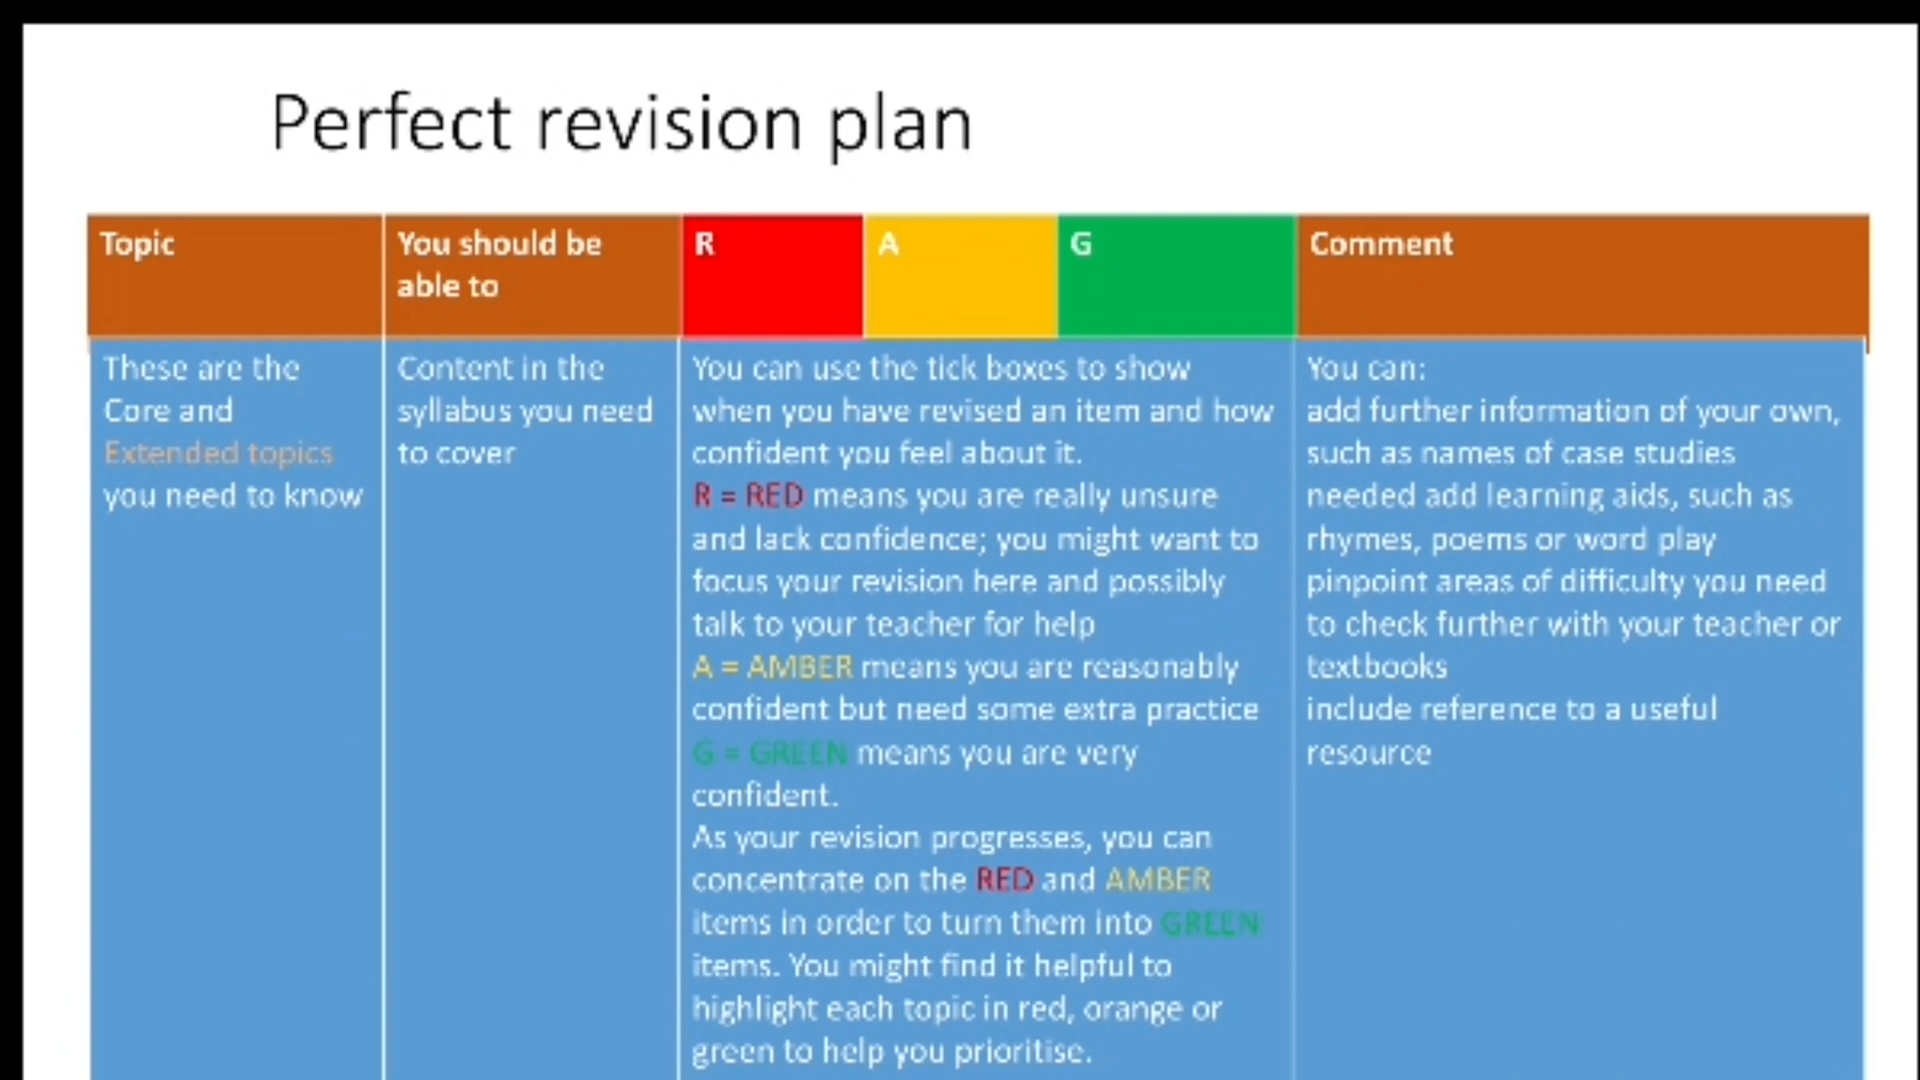 Perfect revision plan
Topic
You should be
able to
R
A
G
Comment
These are the
Core and
Extended topics
you need to know
Content in the
syllabus you need
to cover
You can use the tick boxes to show
when you have revised an item and how
confident you feel about it.
R = RED means you are really unsure
and lack confidence; you might want to
focus your revision here and possibly
talk to your teacher for help
A = AMBER means you are reasonably
confident but need some extra practice
G = GREEN means you are very
confident.
As your revision progresses, you can
concentrate on the RED and AMBER
items in order to turn them into GREEN
items. You might find it helpful to
highlight each topic in red, orange or
green to help you prioritise.
You can:
add further information of your own,
such as names of case studies
needed add learning aids, such as
rhymes, poems or word play
pinpoint areas of difficulty you need
to check further with your teacher or
textbooks
include reference to a useful
resource